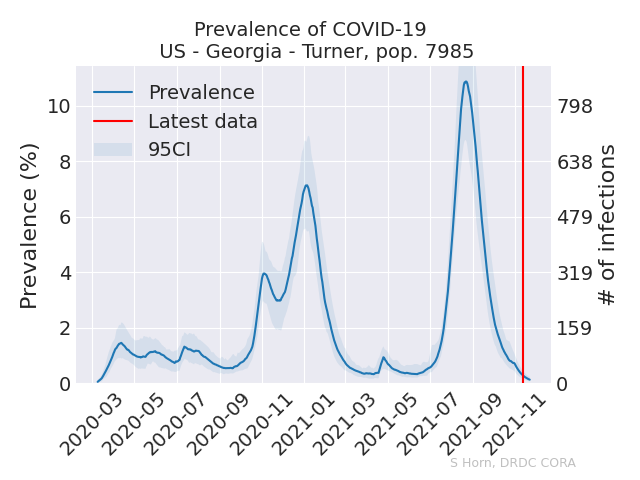 Prevalence of COVID-19
US - Georgia - Turner, pop. 7985
Prevalence
Latest data
95CI
Prevalence (%)
10
8
6
4
2
0
798
638
479
319
159
0
# of infections
2020-03
2020-05
2020-07
2020-09
2020-11
2021-01
2021-03
2021-05
2021-07
2021-09
2021-11
S Horn, DRDC CORA